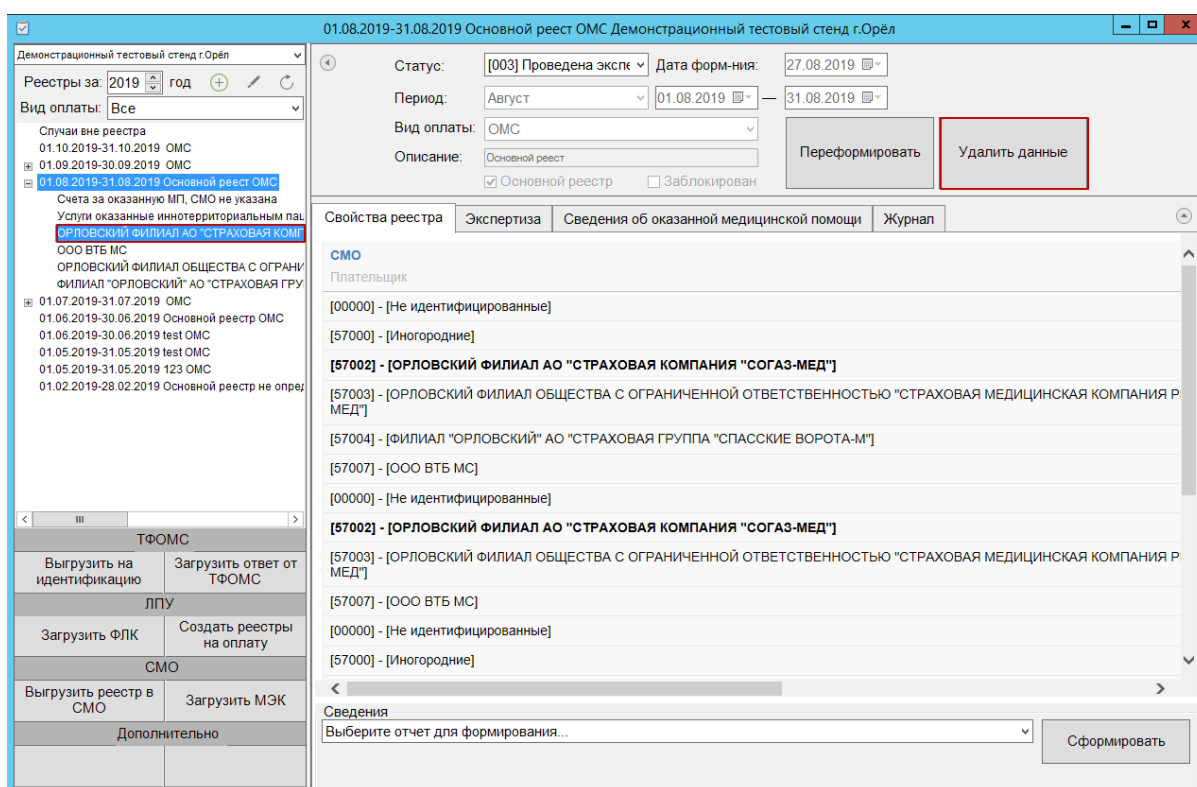 01.08.2019-31.08.2019 Основной реест ОМС Демонстрационный тестовый стенд г.Орёл
Демонстрационный тестовый стенд г.Орёл
Реестры за: 2019 год
Вид оплаты: Все
Случаи вне реестра
01.10.2019-31.10.2019 ОМС
01.09.2019-30.09.2019 ОМС
01.08.2019-31.08.2019 Основной реест ОМС
Счета за оказанную МП, СМО не указана
Услуги оказанные иннотерриториальным пац
ОРЛОВСКИЙ ФИЛИАЛ АО "СТРАХОВАЯ КОМП
ООО ВТБ МС
ОРЛОВСКИЙ ФИЛИАЛ ОБЩЕСТВА С ОГРАНИ
ФИЛИАЛ "ОРЛОВСКИЙ" АО "СТРАХОВАЯ ГРУ
01.07.2019-31.07.2019 ОМС
01.06.2019-30.06.2019 Основной реестр ОМС
01.06.2019-30.06.2019 test ОМС
01.05.2019-31.05.2019 test ОМС
01.05.2019-31.05.2019 123 ОМС
01.02.2019-28.02.2019 Основной реестр не опред
ТФОМС
Выгрузить на идентификацию
Загрузить ответ от ТФОМС
ЛПУ
Загрузить ФЛК
Создать реестры на оплату
СМО
Выгрузить реестр в СМО
Загрузить МЭК
Дополнительно
Статус: [003] Проведена экспе Дата форм-ния: 27.08.2019
Период: Август 01.08.2019 — 31.08.2019
Вид оплаты: ОМС
Описание: Основной реест
Основной реестр Заблокирован
Переформировать
Удалить данные
Свойства реестра Экспертиза Сведения об оказанной медицинской помощи Журнал
СМО
Плательщик
[00000] - [Не идентифицированные]
[57000] - [Иногородние]
[57002] - [ОРЛОВСКИЙ ФИЛИАЛ АО "СТРАХОВАЯ КОМПАНИЯ "СОГАЗ-МЕД"]
[57003] - [ОРЛОВСКИЙ ФИЛИАЛ ОБЩЕСТВА С ОГРАНИЧЕННОЙ ОТВЕТСТВЕННОСТЬЮ "СТРАХОВАЯ МЕДИЦИНСКАЯ КОМПАНИЯ Р
МЕД"]
[57004] - [ФИЛИАЛ "ОРЛОВСКИЙ" АО "СТРАХОВАЯ ГРУППА "СПАССКИЕ ВОРОТА-М"]
[57007] - [ООО ВТБ МС]
[00000] - [Не идентифицированные]
[57002] - [ОРЛОВСКИЙ ФИЛИАЛ АО "СТРАХОВАЯ КОМПАНИЯ "СОГАЗ-МЕД"]
[57003] - [ОРЛОВСКИЙ ФИЛИАЛ ОБЩЕСТВА С ОГРАНИЧЕННОЙ ОТВЕТСТВЕННОСТЬЮ "СТРАХОВАЯ МЕДИЦИНСКАЯ КОМПАНИЯ Р
МЕД"]
[57007] - [ООО ВТБ МС]
[00000] - [Не идентифицированные]
[57000] - [Иногородние]
Сведения
Выберите отчет для формирования...
Сформировать